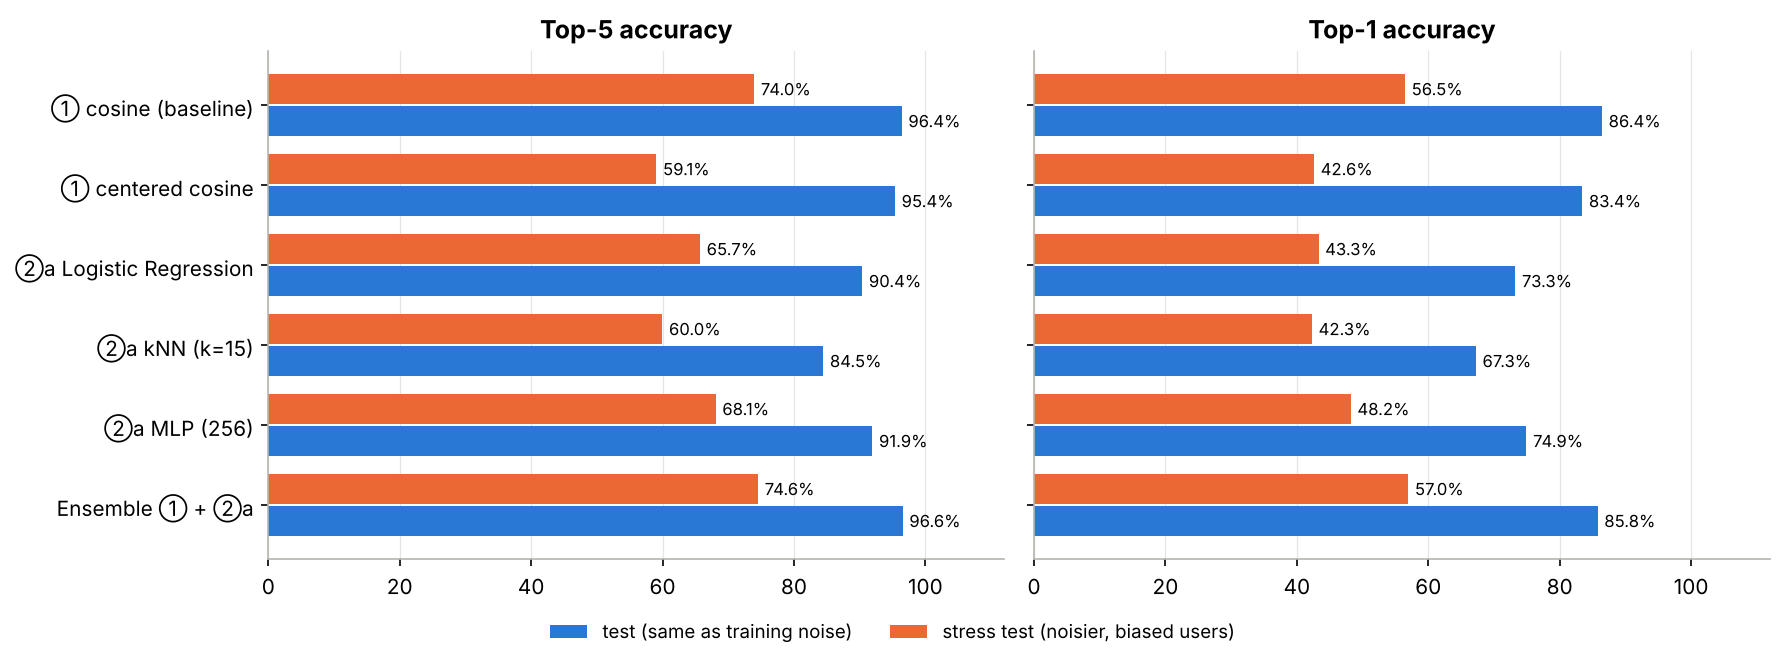 Top-5 accuracy
Top-1 accuracy
① cosine (baseline)
74.0%
96.4%
56.5%
86.4%
① centered cosine
59.1%
95.4%
42.6%
83.4%
②a Logistic Regression
65.7%
90.4%
43.3%
73.3%
②a kNN (k=15)
60.0%
84.5%
42.3%
67.3%
②a MLP (256)
68.1%
91.9%
48.2%
74.9%
Ensemble ① + ②a
74.6%
96.6%
57.0%
85.8%
0 20 40 60 80 100
0 20 40 60 80 100
test (same as training noise)
stress test (noisier, biased users)